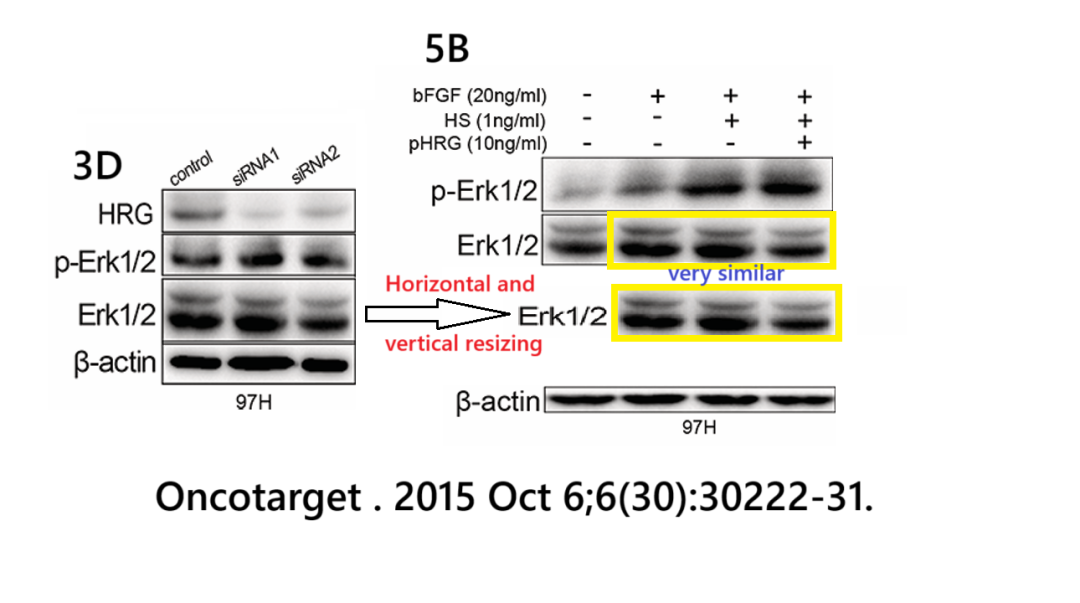 5B
bFGF (20ng/ml) - + + +
HS (1ng/ml) - - + +
pHRG (10ng/ml) - - - +
3D
control siRNA1 siRNA2
HRG
p-Erk1/2
Erk1/2
β-actin
97H
p-Erk1/2
Erk1/2
very similar
Horizontal and
vertical resizing
Erk1/2
β-actin
97H
Oncotarget . 2015 Oct 6;6(30):30222-31.